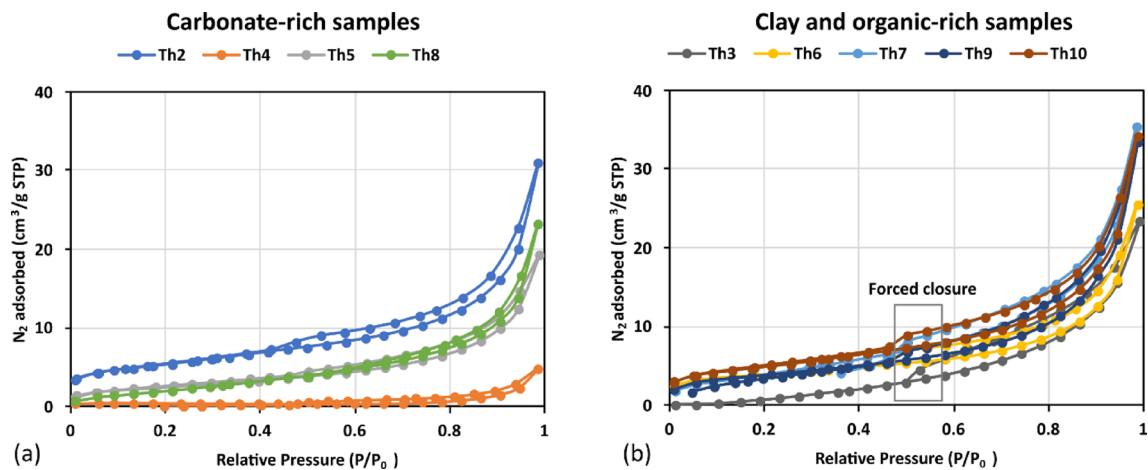 Carbonate-rich samples
Th2 Th4 Th5 Th8
40
30
20
10
0
N₂ adsorbed (cm³/g STP)
0 0.2 0.4 0.6 0.8 1
Relative Pressure (P/P₀ )
(a)
Clay and organic-rich samples
Th3 Th6 Th7 Th9 Th10
40
30
20
10
0
N₂ adsorbed (cm³/g STP)
Forced closure
0 0.2 0.4 0.6 0.8 1
Relative Pressure (P/P₀ )
(b)